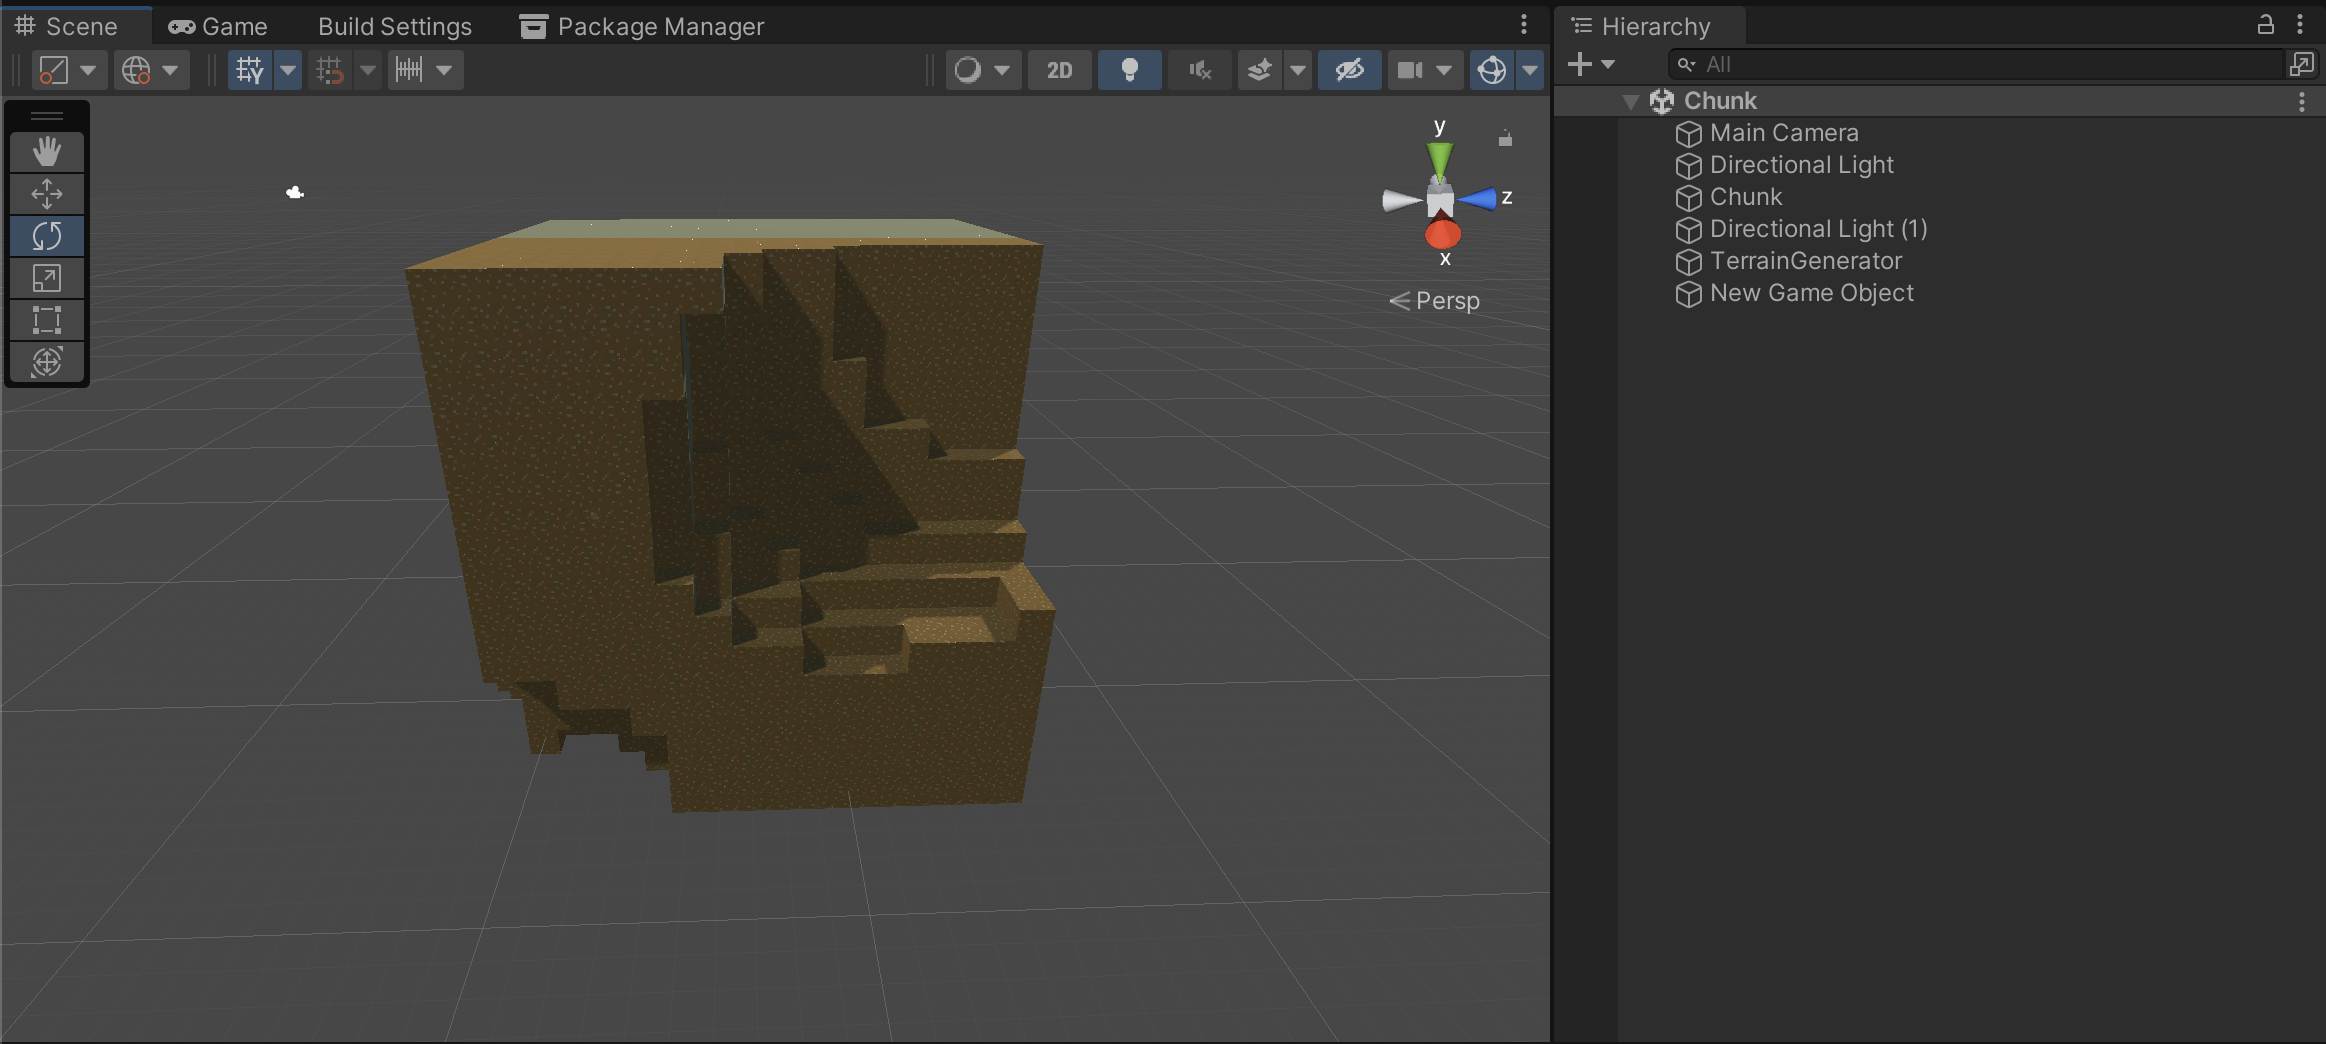 Scene Game Build Settings Package Manager
2D
y
z
x
Persp
Hierarchy
All
Chunk
Main Camera
Directional Light
Chunk
Directional Light (1)
TerrainGenerator
New Game Object